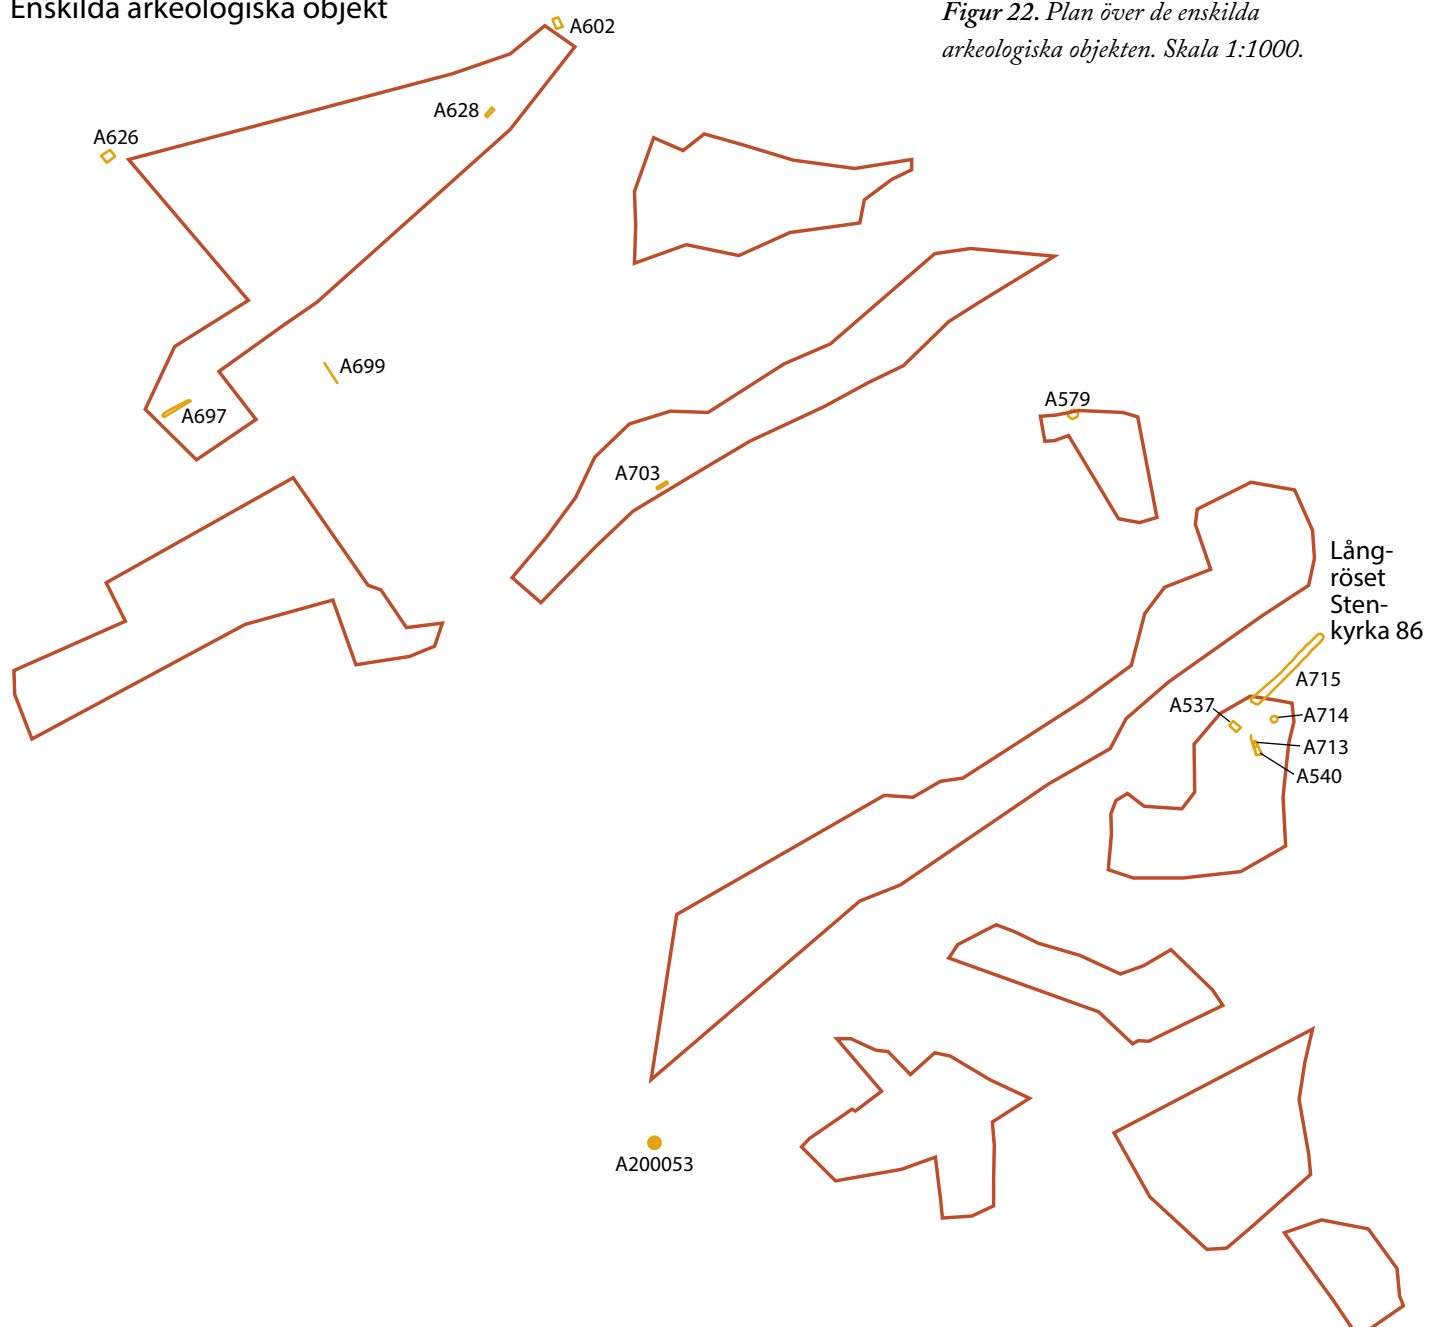 Enskilda arkeologiska objekt
Figur 22. Plan över de enskilda
arkeologiska objekten. Skala 1:1000.
A602
A628
A626
A699
A697
A703
A579
Lång-
röset
Sten-
kyrka 86
A715
A537
A714
A713
A540
A200053